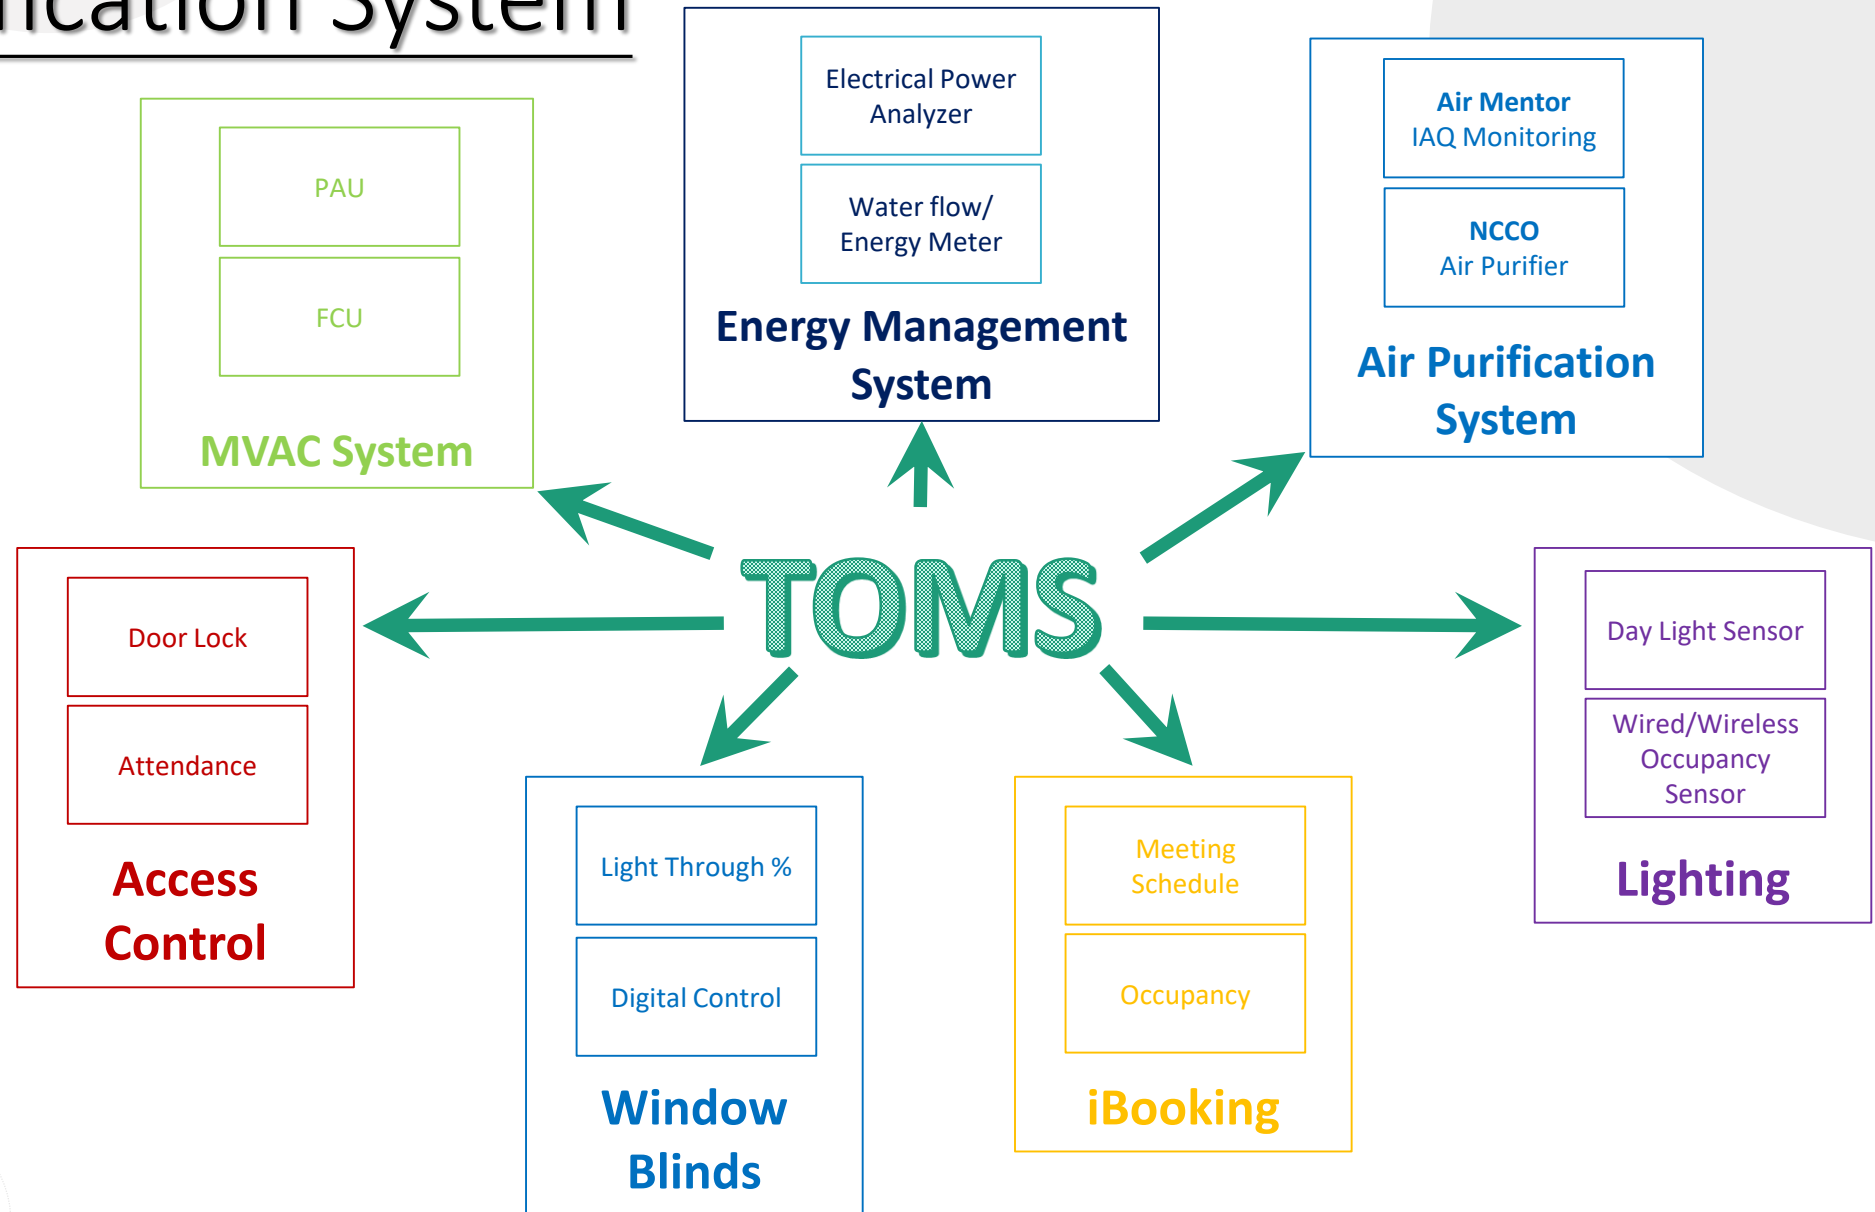 System
PAU
FCU
MVAC System
Electrical Power
Analyzer
Water flow/
Energy Meter
Energy Management
System
Air Mentor
IAQ Monitoring
NCCO
Air Purifier
Air Purification
System
TOMS
Door Lock
Attendance
Access
Control
Light Through %
Digital Control
Window
Blinds
Meeting
Schedule
Occupancy
iBooking
Day Light Sensor
Wired/Wireless
Occupancy
Sensor
Lighting